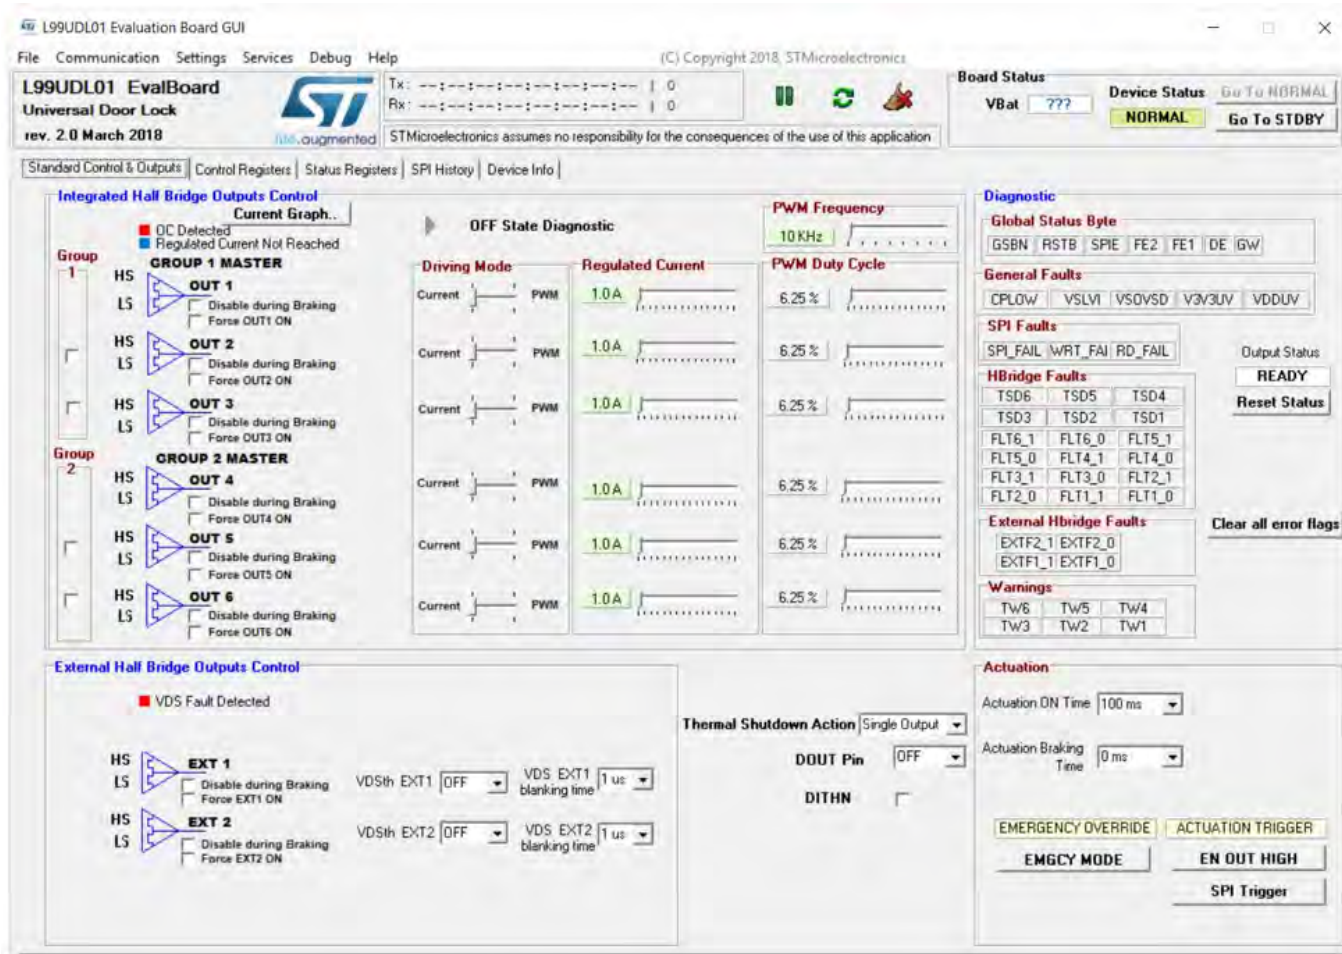 L99UDL01 Evaluation Board GUI
File Communication Settings Services Debug Help
(C) Copyright 2018, STMicroelectronics
L99UDL01 EvalBoard
Universal Door Lock
rev. 2.0 March 2018
ST
life.augmented
Tx: --:--:--:--:--:--:--:-- | 0
Rx: --:--:--:--:--:--:--:-- | 0
STMicroelectronics assumes no responsibility for the consequences of the use of this application
Board Status
VBat ???
Device Status
NORMAL
Go To NORMAL
Go To STDBY
Standard Control & Outputs
Control Registers
Status Registers
SPI History
Device Info
Integrated Half Bridge Outputs Control
Current Graph..
OC Detected
Regulated Current Not Reached
OFF State Diagnostic
PWM Frequency
10 KHz
Group
1
GROUP 1 MASTER
Driving Mode
Regulated Current
PWM Duty Cycle
HS
LS
OUT 1
Disable during Braking
Force OUT1 ON
Current PWM
1.0 A
6.25 %
HS
LS
OUT 2
Disable during Braking
Force OUT2 ON
Current PWM
1.0 A
6.25 %
HS
LS
OUT 3
Disable during Braking
Force OUT3 ON
Current PWM
1.0 A
6.25 %
Group
2
GROUP 2 MASTER
HS
LS
OUT 4
Disable during Braking
Force OUT4 ON
Current PWM
1.0 A
6.25 %
HS
LS
OUT 5
Disable during Braking
Force OUT5 ON
Current PWM
1.0 A
6.25 %
HS
LS
OUT 6
Disable during Braking
Force OUT6 ON
Current PWM
1.0 A
6.25 %
Diagnostic
Global Status Byte
GSBN RSTB SPIE FE2 FE1 DE GW
General Faults
CPLOW VSLVI VSOVSD V3V3UV VDDUV
SPI Faults
SPI_FAIL WRT_FAI RD_FAIL
HBridge Faults
TSD6 TSD5 TSD4
TSD3 TSD2 TSD1
FLT6_1 FLT6_0 FLT5_1
FLT5_0 FLT4_1 FLT4_0
FLT3_1 FLT3_0 FLT2_1
FLT2_0 FLT1_1 FLT1_0
External Hbridge Faults
EXTF2_1 EXTF2_0
EXTF1_1 EXTF1_0
Warnings
TW6 TW5 TW4
TW3 TW2 TW1
Output Status
READY
Reset Status
Clear all error flags
External Half Bridge Outputs Control
VDS Fault Detected
HS
LS
EXT 1
Disable during Braking
Force EXT1 ON
VDSth EXT1 OFF
VDS EXT1
blanking time
1 us
HS
LS
EXT 2
Disable during Braking
Force EXT2 ON
VDSth EXT2 OFF
VDS EXT2
blanking time
1 us
Thermal Shutdown Action Single Output
DOUT Pin OFF
DITHN
Actuation
Actuation ON Time 100 ms
Actuation Braking
Time
0 ms
EMERGENCY OVERRIDE
EMGCY MODE
ACTUATION TRIGGER
EN OUT HIGH
SPI Trigger